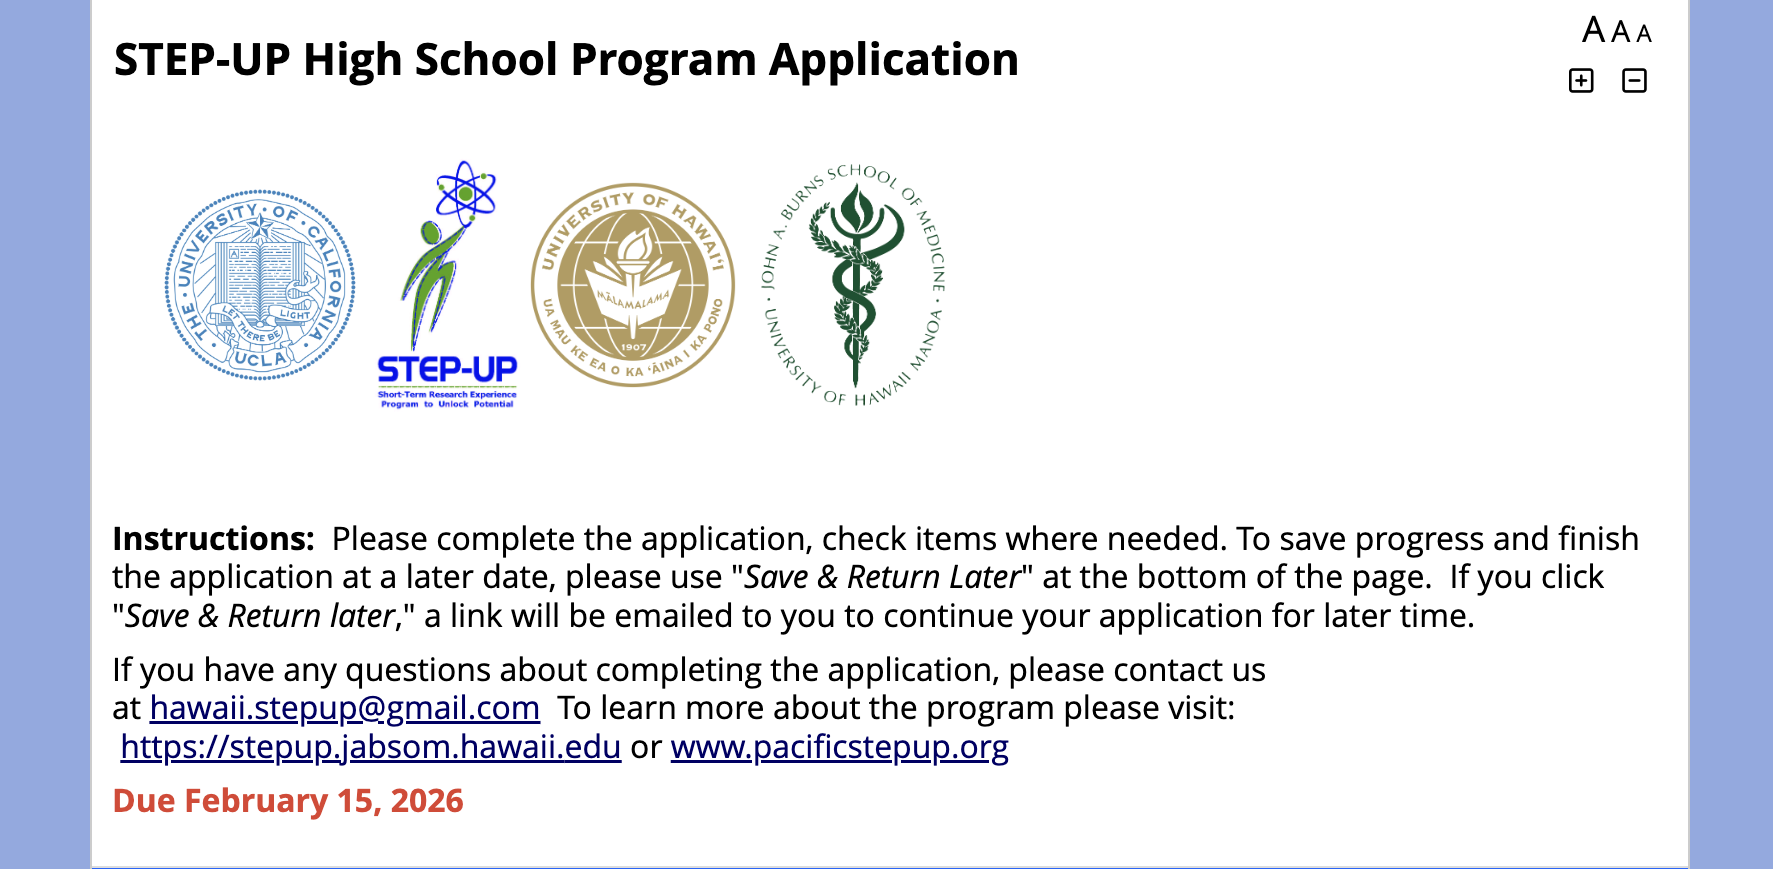 STEP-UP High School Program Application
A A A
THE · UNIVERSITY · OF · CALIFORNIA ·
A
LET THERE BE LIGHT
UCLA
STEP-UP
Short-Term Research Experience
Program to Unlock Potential
UNIVERSITY OF HAWAIʻI
MĀLAMALAMA
1907
UA MAU KE EA O KA ʻĀINA I KA PONO
JOHN A. BURNS SCHOOL OF MEDICINE ·
UNIVERSITY OF HAWAII MANOA ·
Instructions:  Please complete the application, check items where needed. To save progress and finish
the application at a later date, please use "Save & Return Later" at the bottom of the page.  If you click
"Save & Return later," a link will be emailed to you to continue your application for later time.
If you have any questions about completing the application, please contact us
at hawaii.stepup@gmail.com  To learn more about the program please visit:
https://stepup.jabsom.hawaii.edu or www.pacificstepup.org
Due February 15, 2026